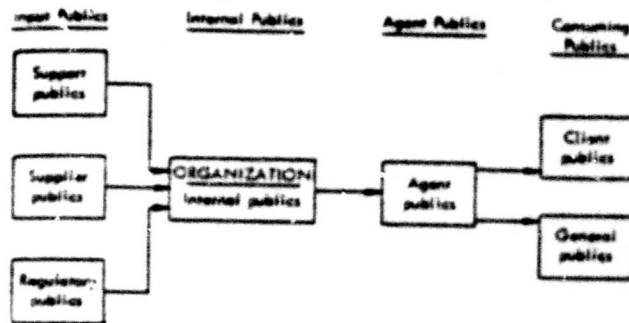 Input Publics
Internal Publics
Agent Publics
Consuming
Publics
Support
publics
Supplier
publics
Regulatory
publics
ORGANIZATION
Internal publics
Agent
publics
Client
publics
General
publics